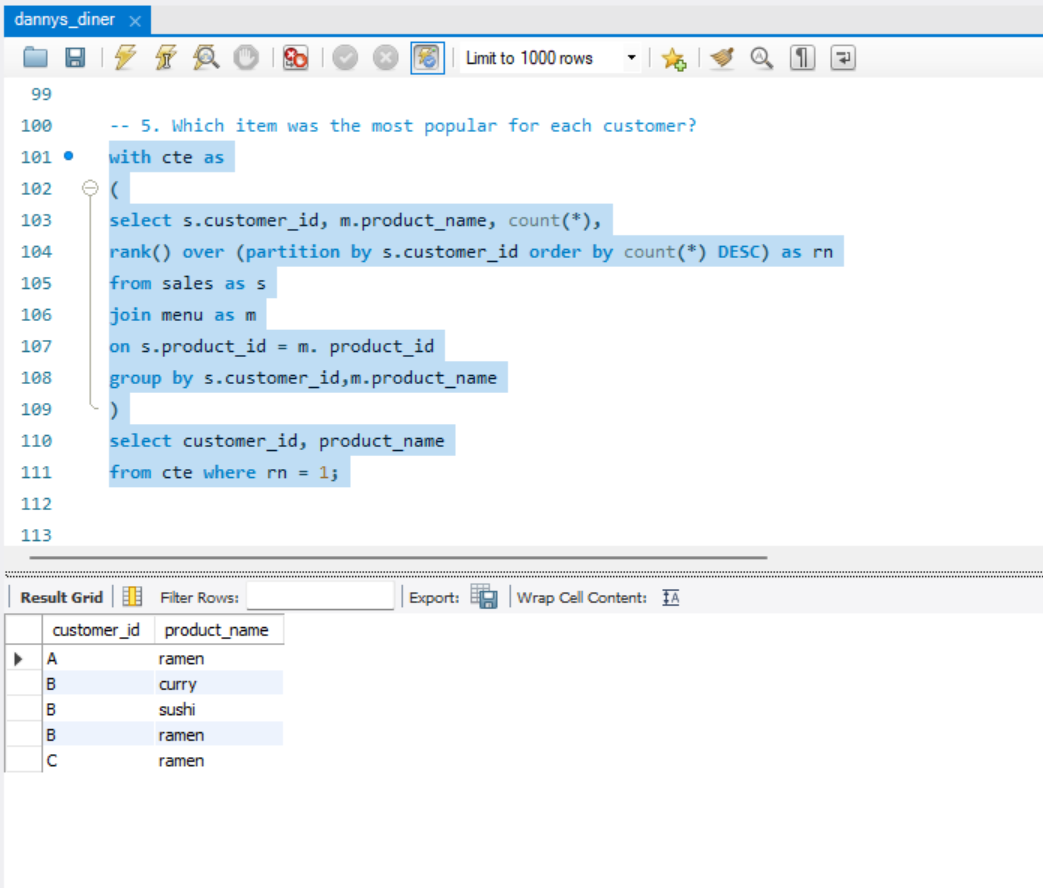 dannys_diner
Limit to 1000 rows
99
100 -- 5. Which item was the most popular for each customer?
101 with cte as
102 (
103 select s.customer_id, m.product_name, count(*),
104 rank() over (partition by s.customer_id order by count(*) DESC) as rn
105 from sales as s
106 join menu as m
107 on s.product_id = m. product_id
108 group by s.customer_id,m.product_name
109 )
110 select customer_id, product_name
111 from cte where rn = 1;
112
113
Result Grid Filter Rows: Export: Wrap Cell Content: IA
customer_id product_name
A ramen
B curry
B sushi
B ramen
C ramen